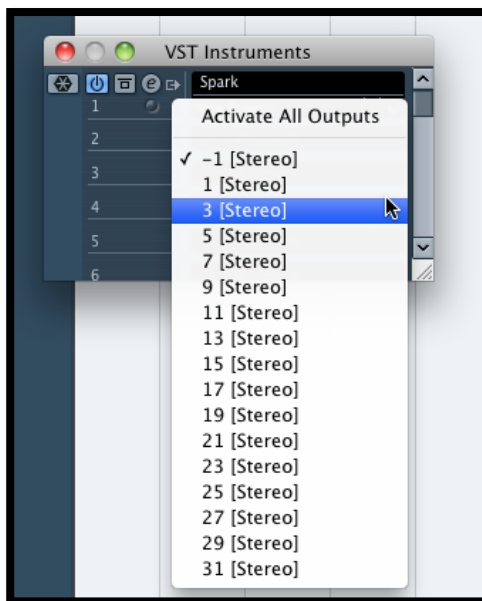 VST Instruments
Spark
1
2
3
4
5
6
Activate All Outputs
✓ -1 [Stereo]
1 [Stereo]
3 [Stereo]
5 [Stereo]
7 [Stereo]
9 [Stereo]
11 [Stereo]
13 [Stereo]
15 [Stereo]
17 [Stereo]
19 [Stereo]
21 [Stereo]
23 [Stereo]
25 [Stereo]
27 [Stereo]
29 [Stereo]
31 [Stereo]